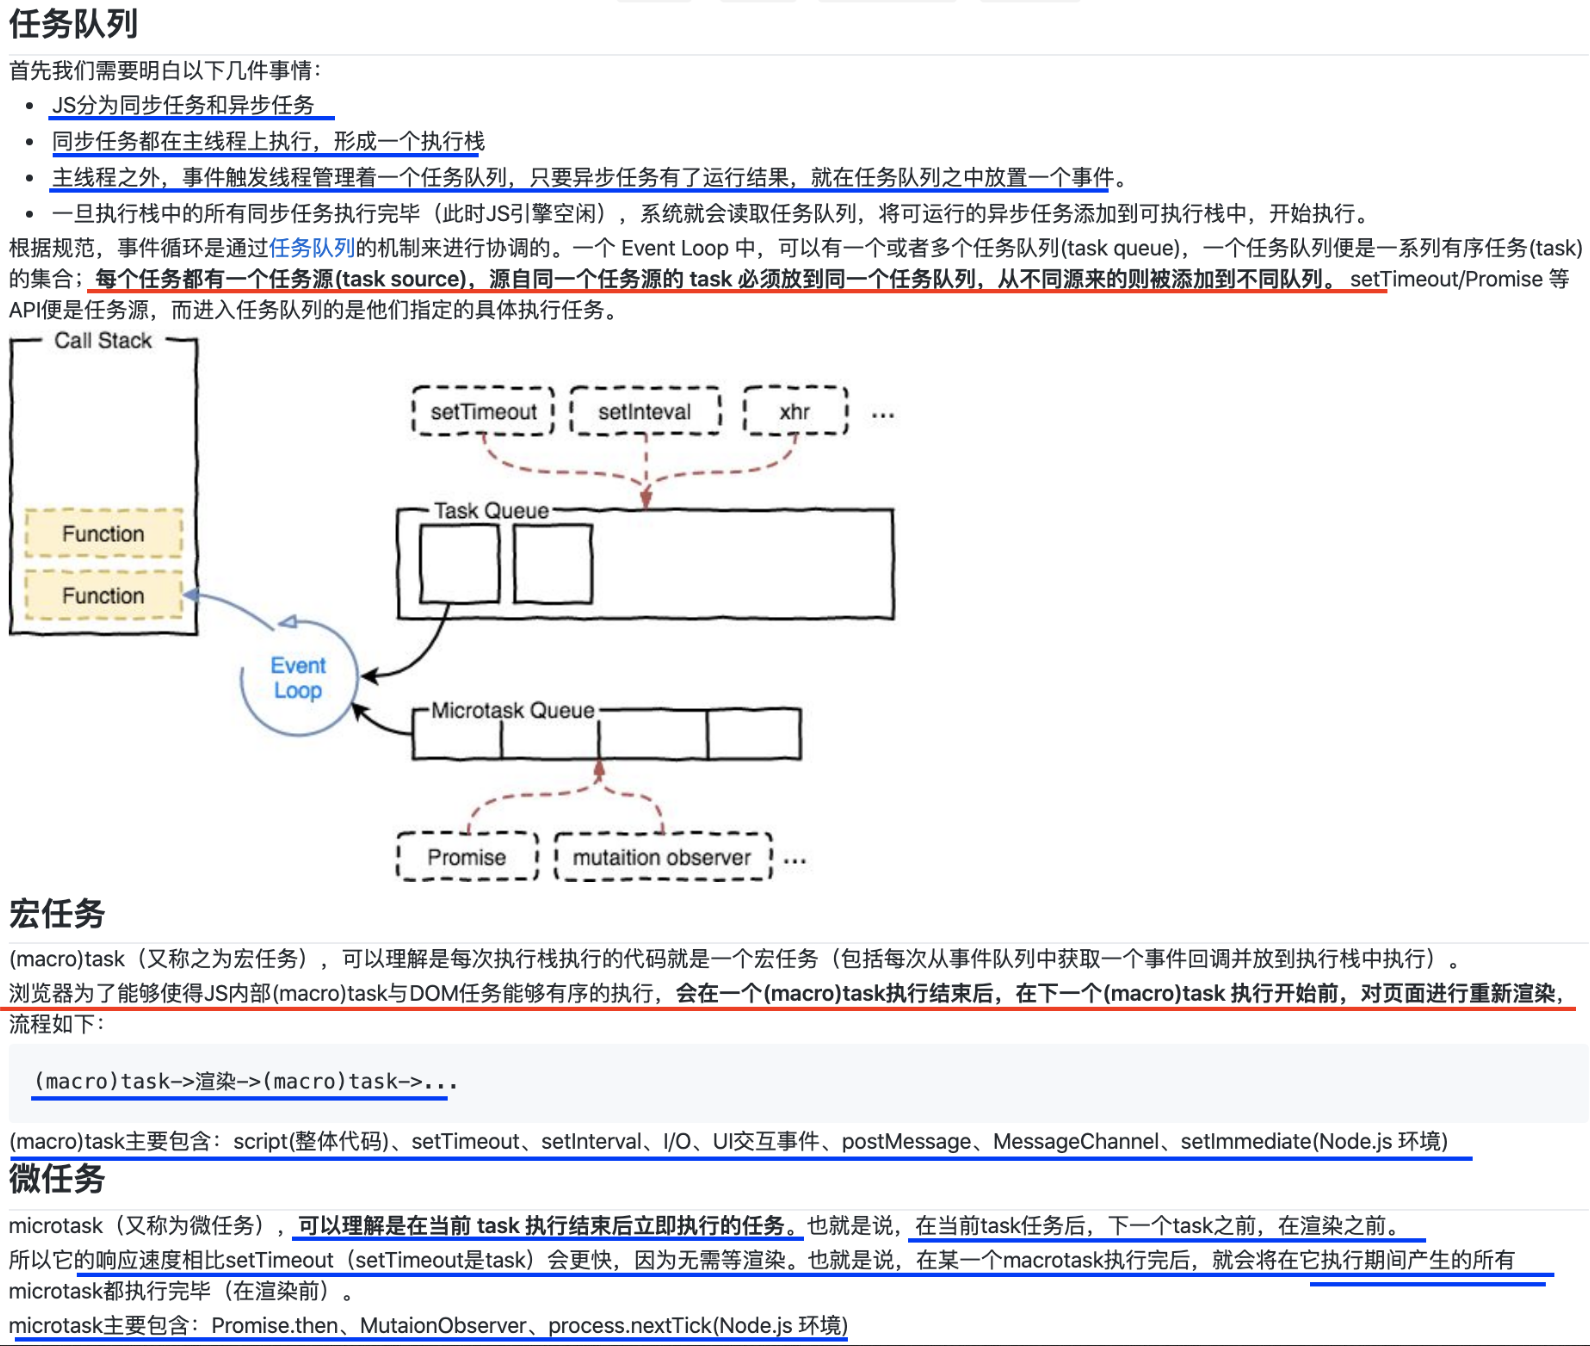 任务队列
首先我们需要明白以下几件事情：
• JS分为同步任务和异步任务
• 同步任务都在主线程上执行，形成一个执行栈
• 主线程之外，事件触发线程管理着一个任务队列，只要异步任务有了运行结果，就在任务队列之中放置一个事件。
• 一旦执行栈中的所有同步任务执行完毕（此时JS引擎空闲），系统就会读取任务队列，将可运行的异步任务添加到可执行栈中，开始执行。
根据规范，事件循环是通过任务队列的机制来进行协调的。一个 Event Loop 中，可以有一个或者多个任务队列(task queue)，一个任务队列便是一系列有序任务(task)
的集合；每个任务都有一个任务源(task source)，源自同一个任务源的 task 必须放到同一个任务队列，从不同源来的则被添加到不同队列。 setTimeout/Promise 等
API便是任务源，而进入任务队列的是他们指定的具体执行任务。
Call Stack
setTimeout
setInteval
xhr
...
Task Queue
Function
Function
Event
Loop
Microtask Queue
Promise
mutaition observer
...
宏任务
(macro)task（又称之为宏任务），可以理解是每次执行栈执行的代码就是一个宏任务（包括每次从事件队列中获取一个事件回调并放到执行栈中执行）。
浏览器为了能够使得JS内部(macro)task与DOM任务能够有序的执行，会在一个(macro)task执行结束后，在下一个(macro)task 执行开始前，对页面进行重新渲染，
流程如下：
(macro)task->渲染->(macro)task->...
(macro)task主要包含：script(整体代码)、setTimeout、setInterval、I/O、UI交互事件、postMessage、MessageChannel、setImmediate(Node.js 环境)
微任务
microtask（又称为微任务），可以理解是在当前 task 执行结束后立即执行的任务。也就是说，在当前task任务后，下一个task之前，在渲染之前。
所以它的响应速度相比setTimeout（setTimeout是task）会更快，因为无需等渲染。也就是说，在某一个macrotask执行完后，就会将在它执行期间产生的所有
microtask都执行完毕（在渲染前）。
microtask主要包含：Promise.then、MutaionObserver、process.nextTick(Node.js 环境)